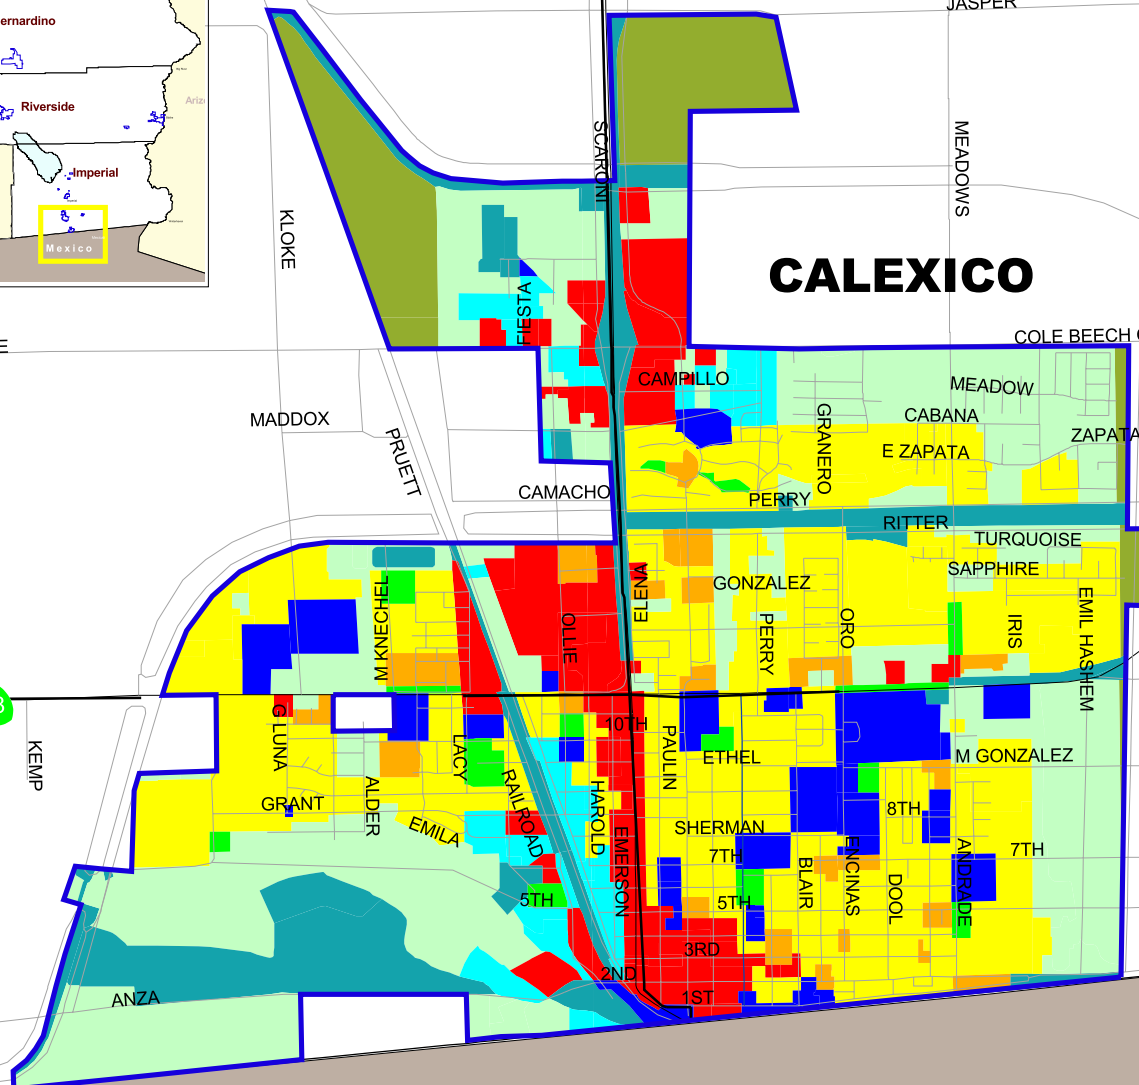 JASPER
ernardino
Riverside
Imperial
Mexico
Ariz
SCARONI
MEADOWS
KLOKE
CALEXICO
FIESTA
COLE BEECH
E
CAMPILLO
MEADOW
MADDOX
GRANERO
CABANA
PRUETT
E ZAPATA
ZAPATA
CAMACHO
PERRY
RITTER
TURQUOISE
SAPPHIRE
M KNECHEL
OLLIE
ELENA
GONZALEZ
PERRY
ORO
IRIS
EMIL HASHEM
8
KEMP
G LUNA
LACY
10TH
PAULIN
ETHEL
M GONZALEZ
ALDER
GRANT
EMILA
RAILROAD
HAROLD
EMERSON
SHERMAN
7TH
8TH
7TH
BLAIR
ENCINAS
DOOL
ANDRADE
5TH
5TH
3RD
2ND
1ST
ANZA